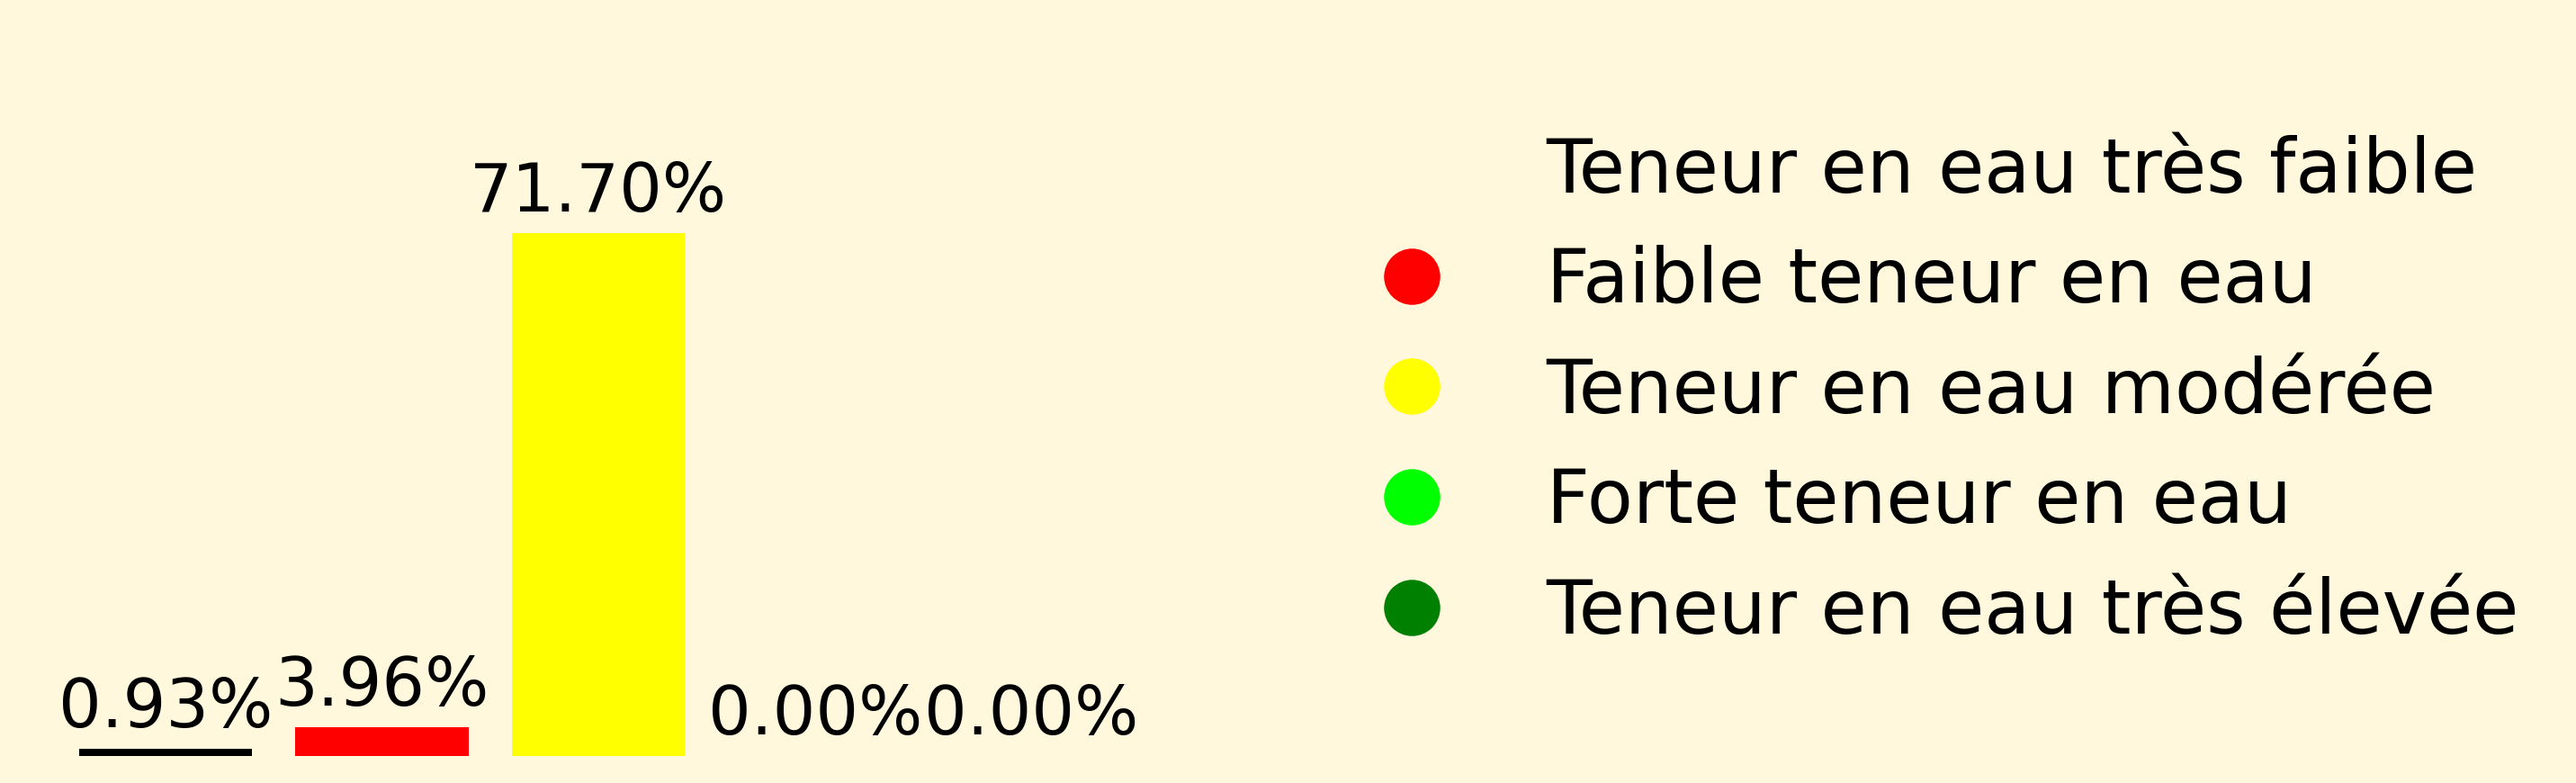 71.70%
0.93%
3.96%
0.00%
0.00%
Teneur en eau très faible
Faible teneur en eau
Teneur en eau modérée
Forte teneur en eau
Teneur en eau très élevée